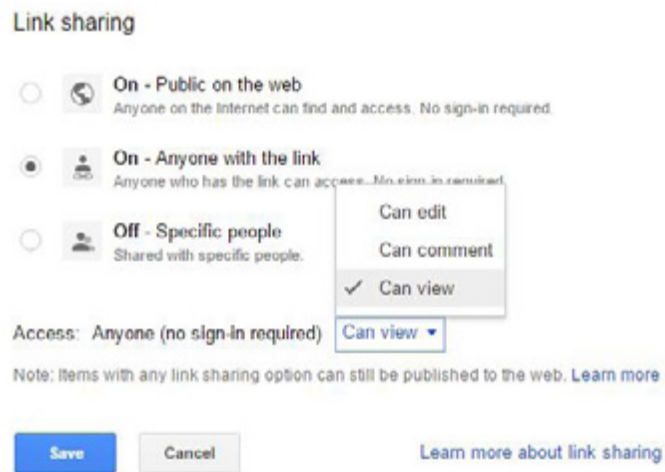 Link sharing
On - Public on the web
Anyone on the Internet can find and access. No sign-in required.
On - Anyone with the link
Anyone who has the link can access. No sign-in required.
Can edit
Off - Specific people
Can comment
Shared with specific people.
Can view
Access: Anyone (no sign-in required) Can view
Note: Items with any link sharing option can still be published to the web. Learn more
Save Cancel Learn more about link sharing